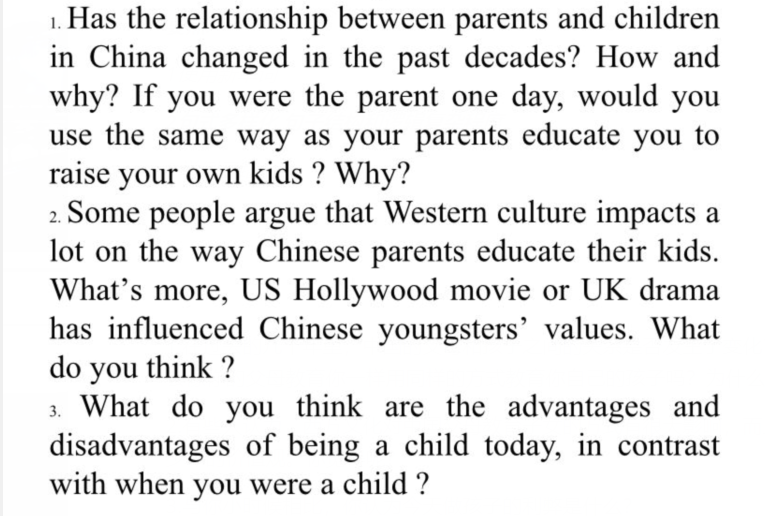 1. Has the relationship between parents and children
in China changed in the past decades? How and
why? If you were the parent one day, would you
use the same way as your parents educate you to
raise your own kids ? Why?
2. Some people argue that Western culture impacts a
lot on the way Chinese parents educate their kids.
What's more, US Hollywood movie or UK drama
has influenced Chinese youngsters' values. What
do you think ?
3. What do you think are the advantages and
disadvantages of being a child today, in contrast
with when you were a child ?